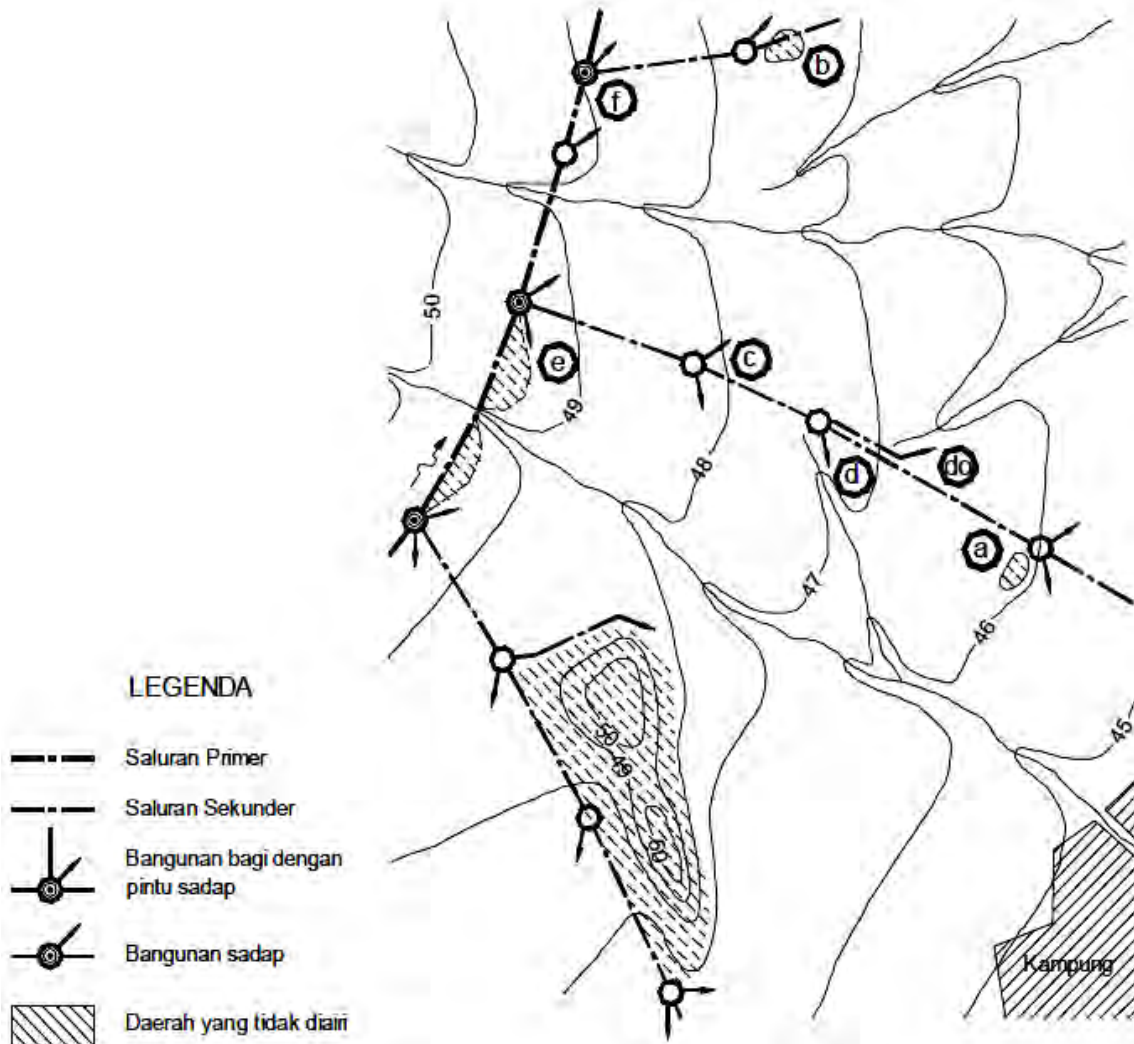 b
f
50
e
c
49
48
d
do
a
47
46
50
49
50
45
Kampung
LEGENDA
Saluran Primer
Saluran Sekunder
Bangunan bagi dengan
pintu sadap
Bangunan sadap
Daerah yang tidak diairi